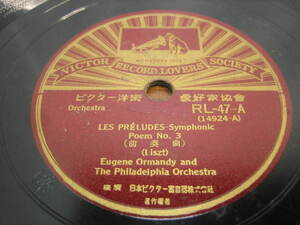 VICTOR RECORD LOVERS' SOCIETY
ビクター洋楽 愛好家協會
Orchestra
RL-47-A
(14924-A)
LES PRÉLUDES-Symphonic
Poem No. 3
(前奏曲)
(Liszt)
Eugene Ormandy and
The Philadelphia Orchestra
日本ビクター蓄音器株式会社